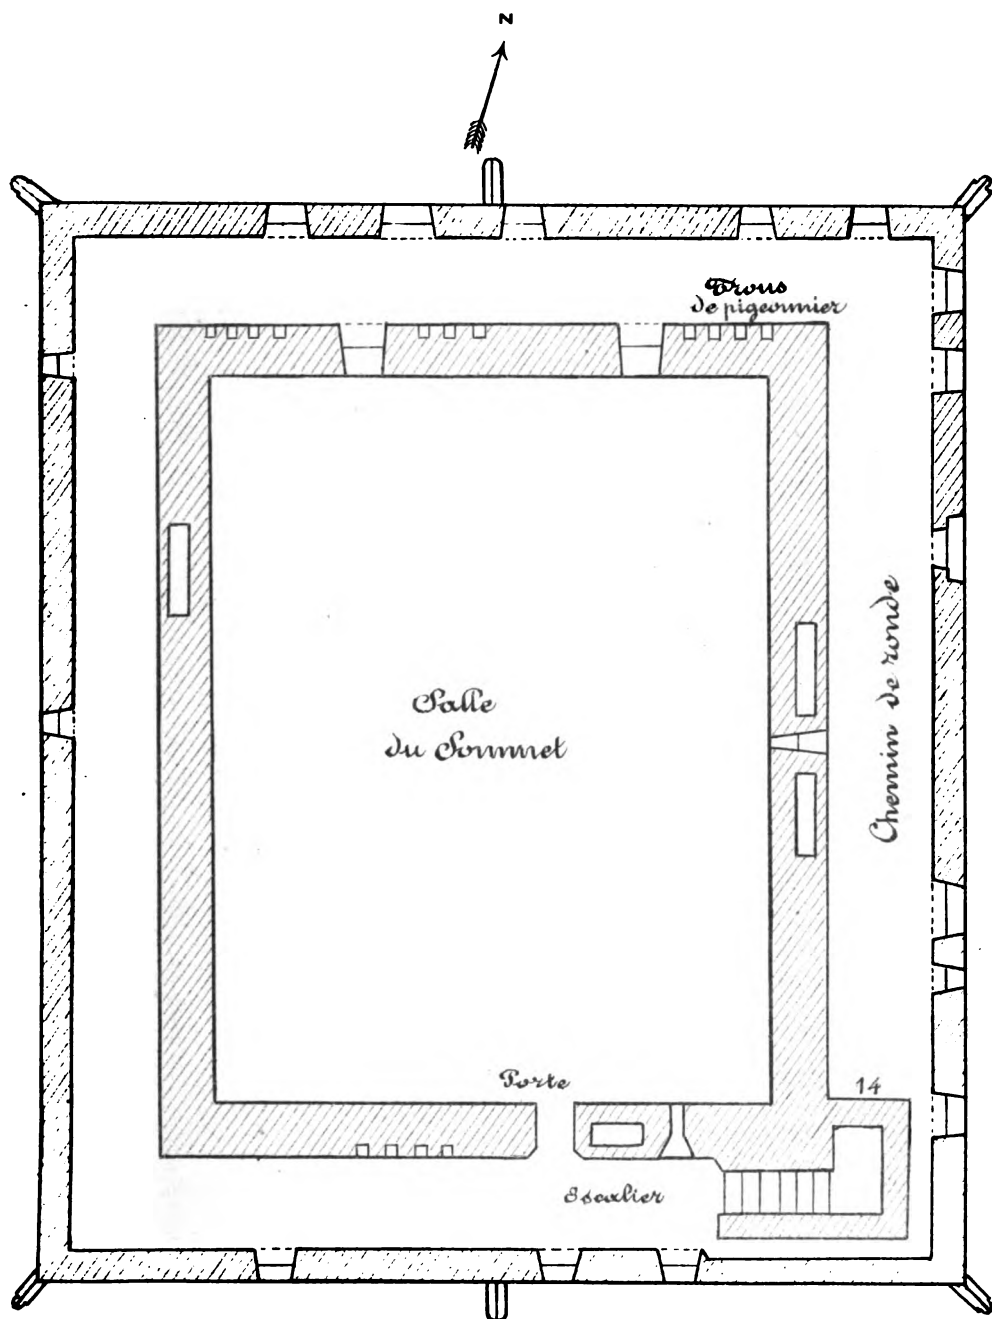 N
Trous
de pigeonnier
Chemin de ronde
Salle
du Sommet
Porte
14
Escalier